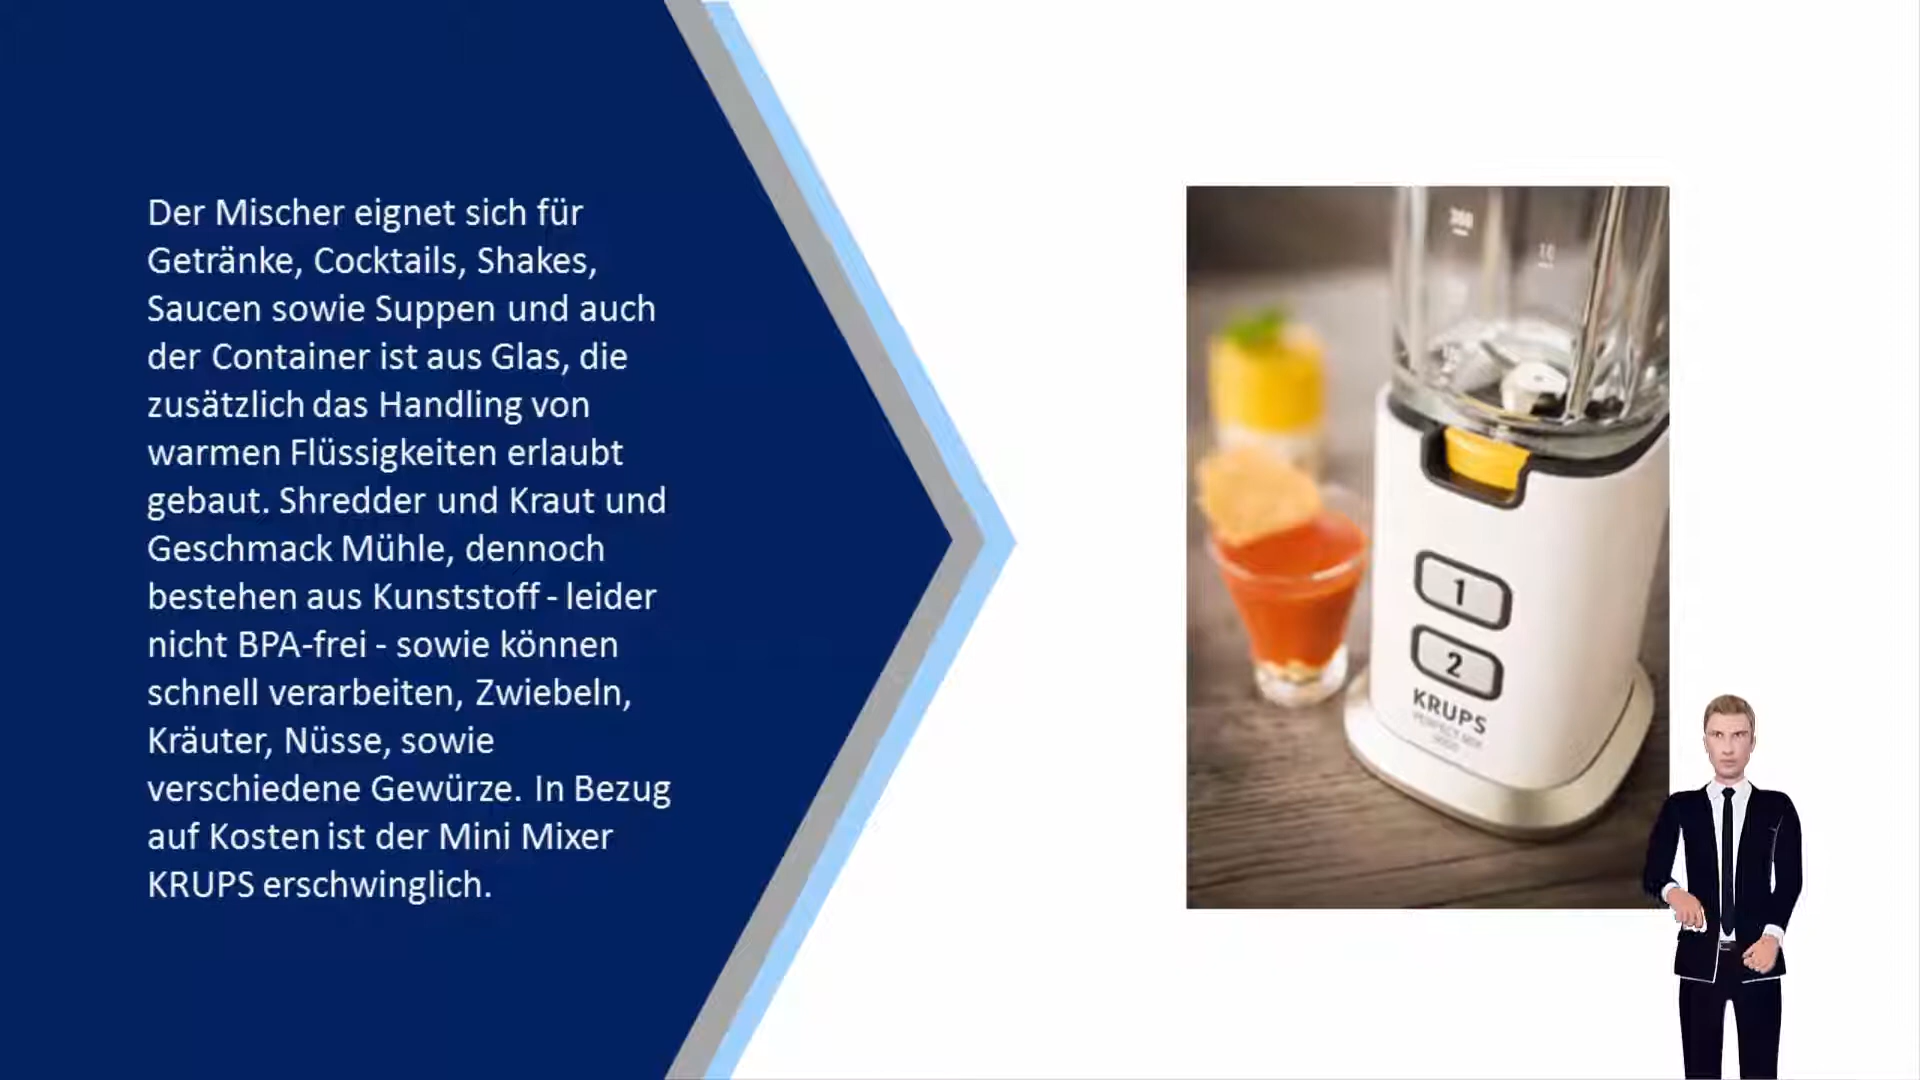 Der Mischer eignet sich für
Getränke, Cocktails, Shakes,
Saucen sowie Suppen und auch
der Container ist aus Glas, die
zusätzlich das Handling von
warmen Flüssigkeiten erlaubt
gebaut. Shredder und Kraut und
Geschmack Mühle, dennoch
bestehen aus Kunststoff - leider
nicht BPA-frei - sowie können
schnell verarbeiten, Zwiebeln,
Kräuter, Nüsse, sowie
verschiedene Gewürze. In Bezug
auf Kosten ist der Mini Mixer
KRUPS erschwinglich.
1
2
KRUPS
PERFECT MIX